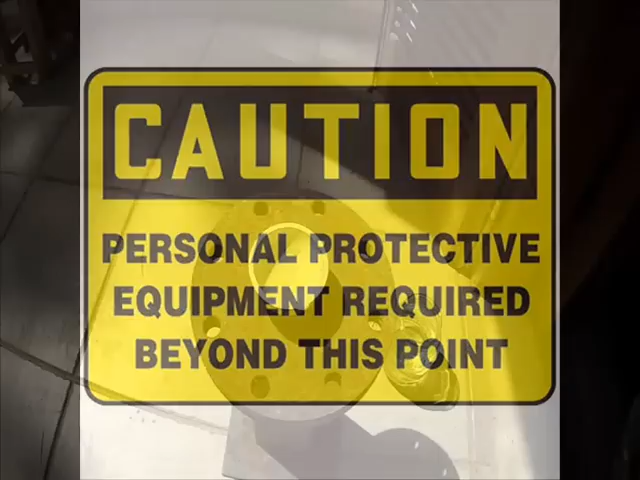 CAUTION
PERSONAL PROTECTIVE
EQUIPMENT REQUIRED
BEYOND THIS POINT